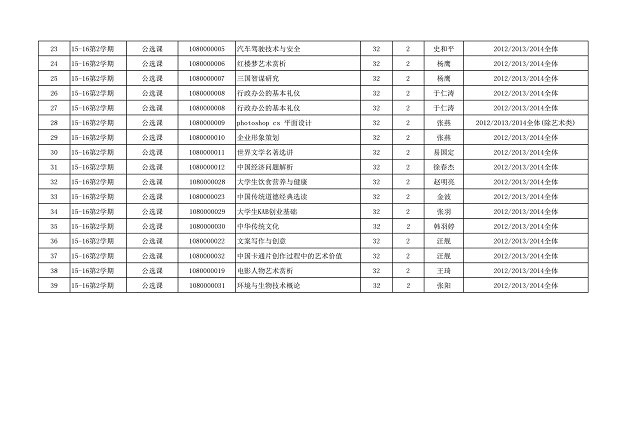 23 15-16第2学期 公选课 1080000005 汽车驾驶技术与安全 32 2 史和平 2012/2013/2014全体
24 15-16第2学期 公选课 1080000006 红楼梦艺术赏析 32 2 杨鹰 2012/2013/2014全体
25 15-16第2学期 公选课 1080000007 三国智谋研究 32 2 杨鹰 2012/2013/2014全体
26 15-16第2学期 公选课 1080000008 行政办公的基本礼仪 32 2 于仁涛 2012/2013/2014全体
27 15-16第2学期 公选课 1080000008 行政办公的基本礼仪 32 2 于仁涛 2012/2013/2014全体
28 15-16第2学期 公选课 1080000009 photoshop cs 平面设计 32 2 张燕 2012/2013/2014全体(除艺术类)
29 15-16第2学期 公选课 1080000010 企业形象策划 32 2 张燕 2012/2013/2014全体
30 15-16第2学期 公选课 1080000011 世界文学名著选讲 32 2 易国定 2012/2013/2014全体
31 15-16第2学期 公选课 1080000012 中国经济问题解析 32 2 徐春杰 2012/2013/2014全体
32 15-16第2学期 公选课 1080000028 大学生饮食营养与健康 32 2 赵明亮 2012/2013/2014全体
33 15-16第2学期 公选课 1080000023 中国传统道德经典选读 32 2 金波 2012/2013/2014全体
34 15-16第2学期 公选课 1080000029 大学生KAB创业基础 32 2 张羽 2012/2013/2014全体
35 15-16第2学期 公选课 1080000030 中华传统文化 32 2 韩羽婷 2012/2013/2014全体
36 15-16第2学期 公选课 1080000022 文案写作与创意 32 2 汪舰 2012/2013/2014全体
37 15-16第2学期 公选课 1080000032 中国卡通片创作过程中的艺术价值 32 2 汪舰 2012/2013/2014全体
38 15-16第2学期 公选课 1080000019 电影人物艺术赏析 32 2 王琦 2012/2013/2014全体
39 15-16第2学期 公选课 1080000031 环境与生物技术概论 32 2 张阳 2012/2013/2014全体